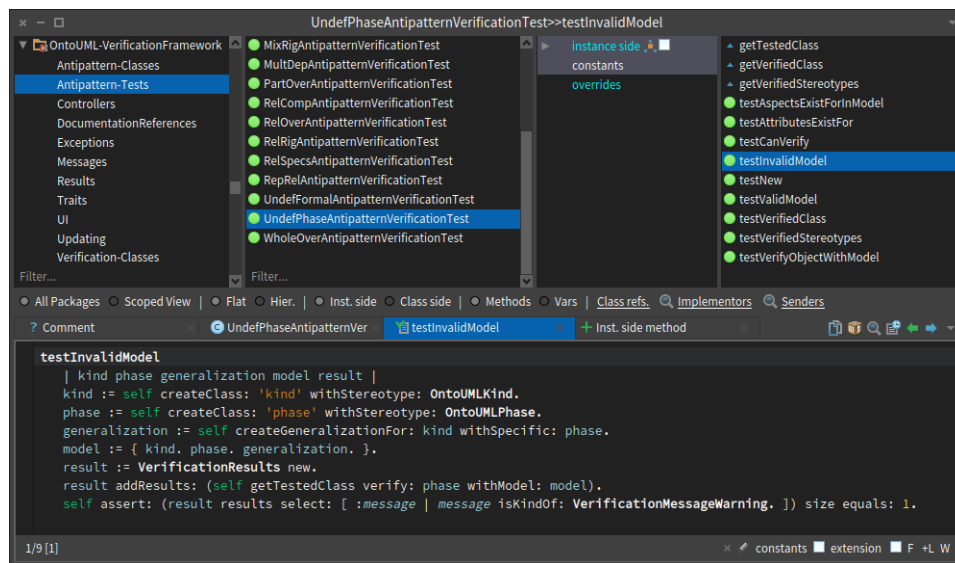 UndefPhaseAntipatternVerificationTest>>testInvalidModel
OntoUML-VerificationFramework
Antipattern-Classes
Antipattern-Tests
Controllers
DocumentationReferences
Exceptions
Messages
Results
Traits
UI
Updating
Verification-Classes
Filter...
MixRigAntipatternVerificationTest
MultDepAntipatternVerificationTest
PartOverAntipatternVerificationTest
RelCompAntipatternVerificationTest
RelOverAntipatternVerificationTest
RelRigAntipatternVerificationTest
RelSpecsAntipatternVerificationTest
RepRelAntipatternVerificationTest
UndefFormalAntipatternVerificationTest
UndefPhaseAntipatternVerificationTest
WholeOverAntipatternVerificationTest
Filter...
instance side
constants
overrides
getTestedClass
getVerifiedClass
getVerifiedStereotypes
testAspectsExistForInModel
testAttributesExistFor
testCanVerify
testInvalidModel
testNew
testValidModel
testVerifiedClass
testVerifiedStereotypes
testVerifyObjectWithModel
All Packages Scoped View | Flat Hier. | Inst. side Class side | Methods Vars | Class refs. Implementors Senders
? Comment UndefPhaseAntipatternVer testInvalidModel Inst. side method
testInvalidModel
| kind phase generalization model result |
kind := self createClass: 'kind' withStereotype: OntoUMLKind.
phase := self createClass: 'phase' withStereotype: OntoUMLPhase.
generalization := self createGeneralizationFor: kind withSpecific: phase.
model := { kind. phase. generalization. }.
result := VerificationResults new.
result addResults: (self getTestedClass verify: phase withModel: model).
self assert: (result results select: [ :message | message isKindOf: VerificationMessageWarning. ]) size equals: 1.
1/9 [1] constants extension F +L W